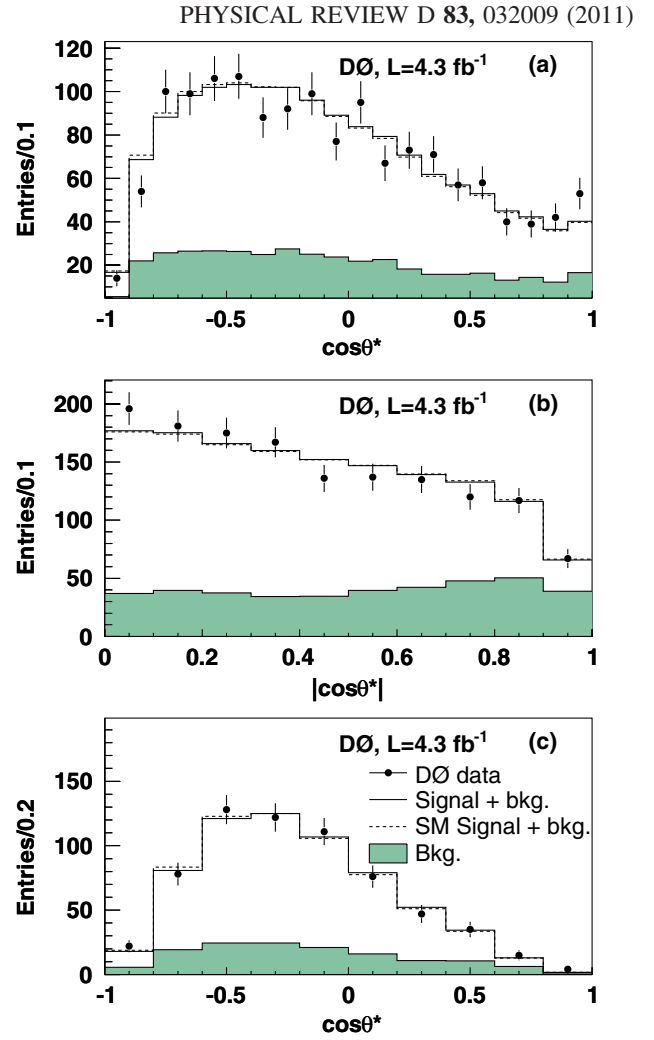 PHYSICAL REVIEW D 83, 032009 (2011)
120
100
80
60
40
20
Entries/0.1
DØ, L=4.3 fb⁻¹ (a)
-1 -0.5 0 0.5 1
cosθ*
200
150
100
50
0
Entries/0.1
DØ, L=4.3 fb⁻¹ (b)
0 0.2 0.4 0.6 0.8 1
|cosθ*|
150
100
50
0
Entries/0.2
DØ, L=4.3 fb⁻¹ (c)
DØ data
Signal + bkg.
SM Signal + bkg.
Bkg.
-1 -0.5 0 0.5 1
cosθ*